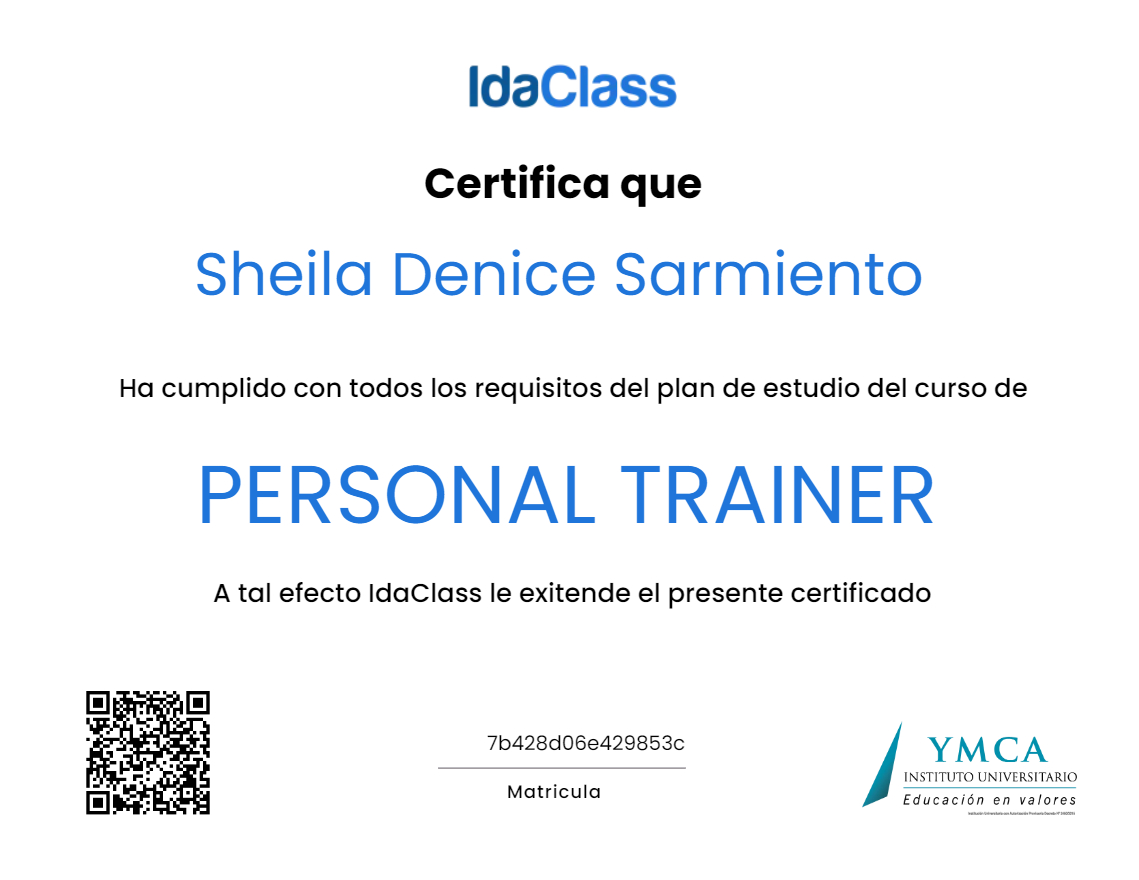 IdaClass
Certifica que
Sheila Denice Sarmiento
Ha cumplido con todos los requisitos del plan de estudio del curso de
PERSONAL TRAINER
A tal efecto IdaClass le exitende el presente certificado
7b428d06e429853c
Matricula
YMCA
INSTITUTO UNIVERSITARIO
Educación en valores